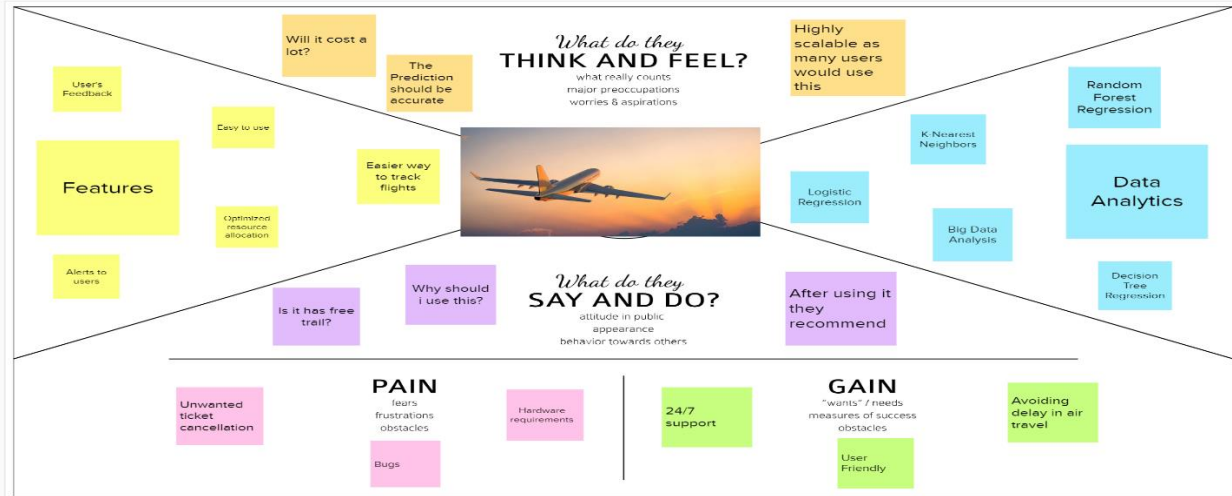 What do they
THINK AND FEEL?
what really counts
major preoccupations
worries & aspirations
Will it cost a
lot?
The
Prediction
should be
accurate
Highly
scalable as
many users
would use
this
User's
Feedback
Easy to use
Features
Easier way
to track
flights
Optimized
resource
allocation
Alerts to
users
Random
Forest
Regression
K-Nearest
Neighbors
Data
Analytics
Logistic
Regression
Big Data
Analysis
Decision
Tree
Regression
What do they
SAY AND DO?
attitude in public
appearance
behavior towards others
Is it has free
trail?
Why should
i use this?
After using it
they
recommend
PAIN
fears
frustrations
obstacles
Unwanted
ticket
cancellation
Bugs
Hardware
requirements
GAIN
"wants" / needs
measures of success
obstacles
24/7
support
User
Friendly
Avoiding
delay in air
travel